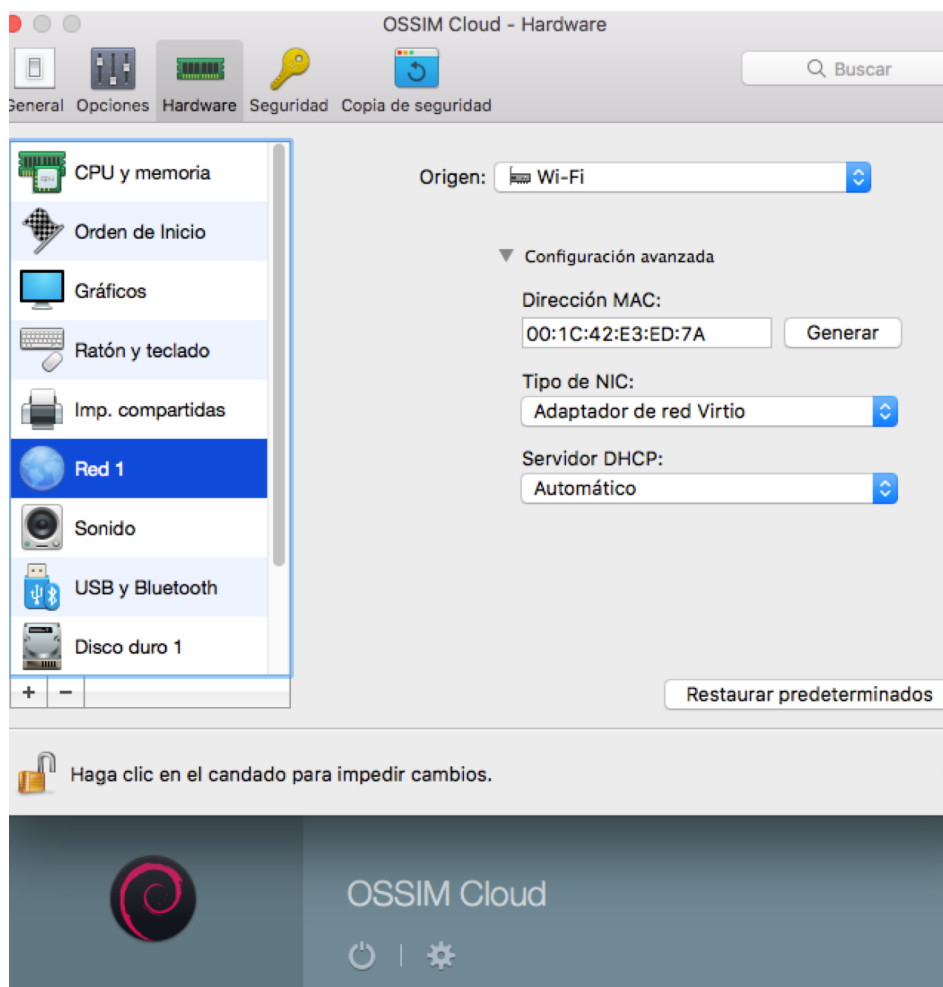 OSSIM Cloud - Hardware
Buscar
General Opciones Hardware Seguridad Copia de seguridad
CPU y memoria
Orden de Inicio
Gráficos
Ratón y teclado
Imp. compartidas
Red 1
Sonido
USB y Bluetooth
Disco duro 1
+ −
Origen: Wi-Fi
Configuración avanzada
Dirección MAC:
00:1C:42:E3:ED:7A Generar
Tipo de NIC:
Adaptador de red Virtio
Servidor DHCP:
Automático
Restaurar predeterminados
Haga clic en el candado para impedir cambios.
OSSIM Cloud